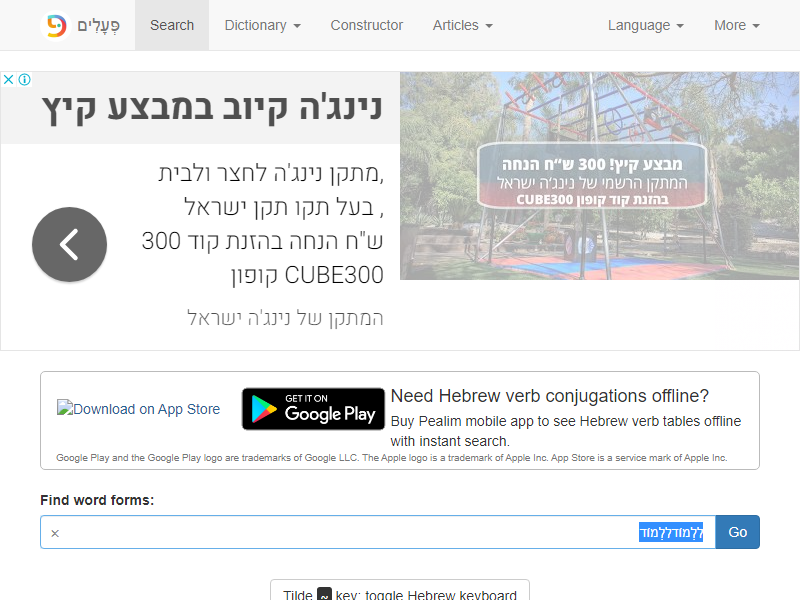 פְּעָלִים
Search
Dictionary
Constructor
Articles
Language
More
נינג'ה קיוב במבצע קיץ
מתקן נינג'ה לחצר ולבית,
בעל תקו תקן ישראל ,
300 ש"ח הנחה בהזנת קוד
קופון CUBE300
המתקן של נינג'ה ישראל
מבצע קיץ! 300 ש״ח הנחה
המתקן הרשמי של נינג'ה ישראל
בהזנת קוד קופון CUBE300
Download on App Store
GET IT ON
Google Play
Need Hebrew verb conjugations offline?
Buy Pealim mobile app to see Hebrew verb tables offline
with instant search.
Google Play and the Google Play logo are trademarks of Google LLC. The Apple logo is a trademark of Apple Inc. App Store is a service mark of Apple Inc.
Find word forms:
×
ללְמוֹדללְמוֹד
Go
Tilde ~ key: toggle Hebrew keyboard